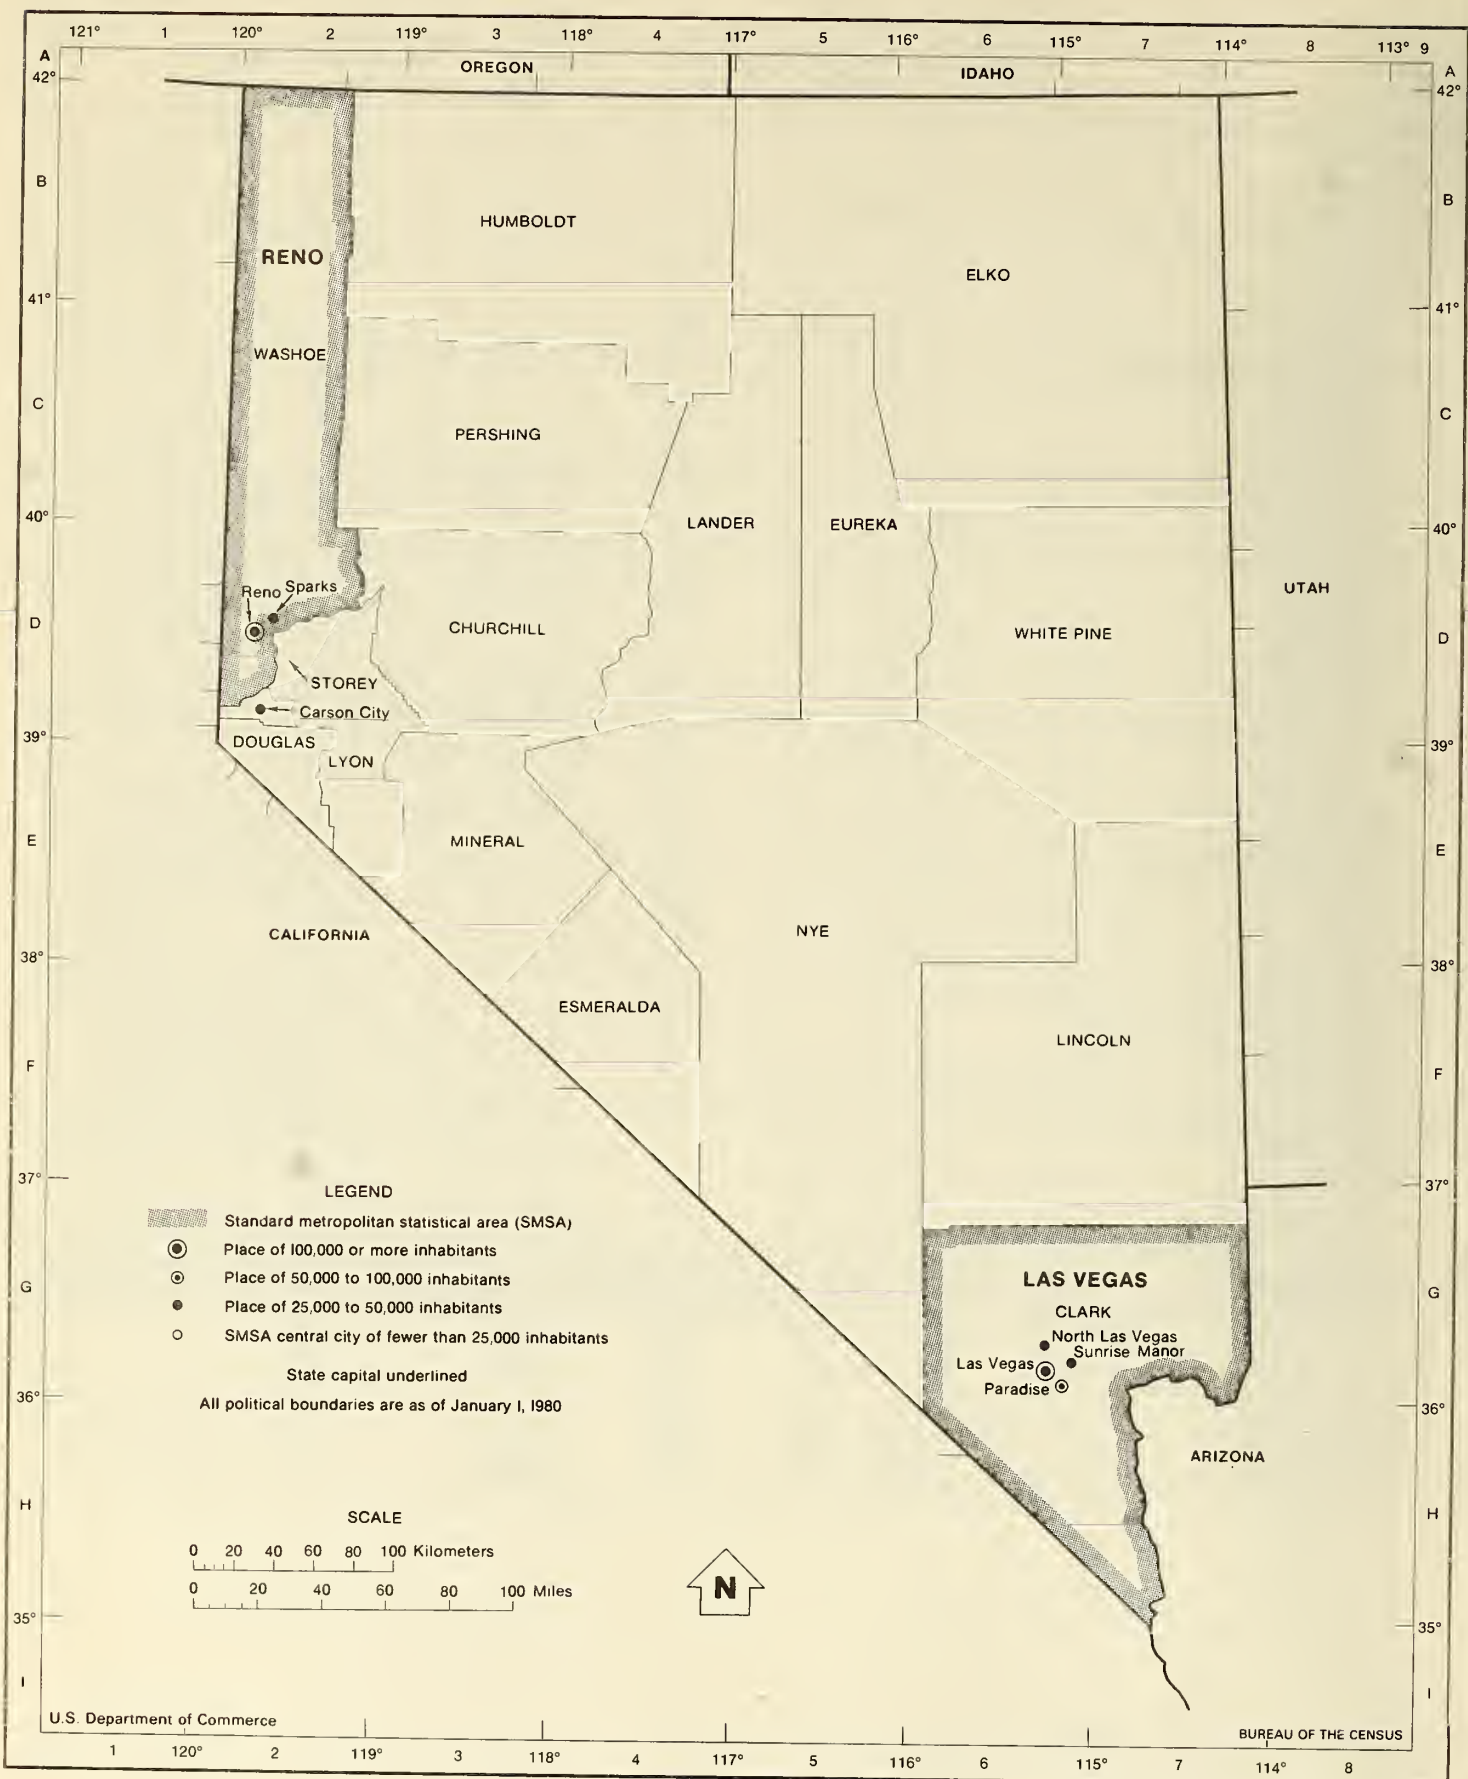 121° 1 120° 2 119° 3 118° 4 117° 5 116° 6 115° 7 114° 8 113° 9
A
A
42°
42°
OREGON
IDAHO
B
B
HUMBOLDT
RENO
ELKO
41°
41°
WASHOE
C
C
PERSHING
40°
40°
LANDER
EUREKA
Reno
Sparks
UTAH
D
D
CHURCHILL
WHITE PINE
STOREY
Carson City
39°
39°
DOUGLAS
LYON
E
E
MINERAL
CALIFORNIA
NYE
38°
38°
ESMERALDA
LINCOLN
F
F
37°
37°
LEGEND
Standard metropolitan statistical area (SMSA)
Place of 100,000 or more inhabitants
Place of 50,000 to 100,000 inhabitants
Place of 25,000 to 50,000 inhabitants
SMSA central city of fewer than 25,000 inhabitants
State capital underlined
All political boundaries are as of January 1, 1980
G
G
LAS VEGAS
CLARK
North Las Vegas
Sunrise Manor
Las Vegas
Paradise
36°
36°
ARIZONA
H
H
SCALE
0 20 40 60 80 100 Kilometers
0 20 40 60 80 100 Miles
N
35°
35°
I
I
U.S. Department of Commerce
BUREAU OF THE CENSUS
1 120° 2 119° 3 118° 4 117° 5 116° 6 115° 7 114° 8